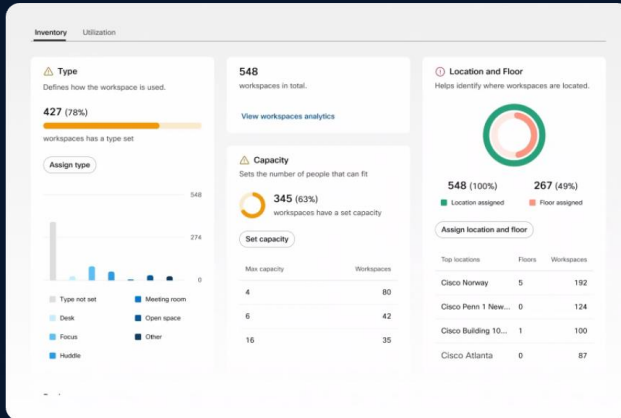 Inventory Utilization
Type
Defines how the workspace is used.
427 (78%)
workspaces has a type set
Assign type
548
274
0
Type not set
Desk
Focus
Huddle
Meeting room
Open space
Other
548
workspaces in total.
View workspaces analytics
Capacity
Sets the number of people that can fit
345 (63%)
workspaces have a set capacity
Set capacity
Max capacity Workspaces
4 80
6 42
16 35
Location and Floor
Helps identify where workspaces are located.
548 (100%) 267 (49%)
Location assigned Floor assigned
Assign location and floor
Top locations Floors Workspaces
Cisco Norway 5 192
Cisco Penn 1 New... 0 124
Cisco Building 10... 1 100
Cisco Atlanta 0 87